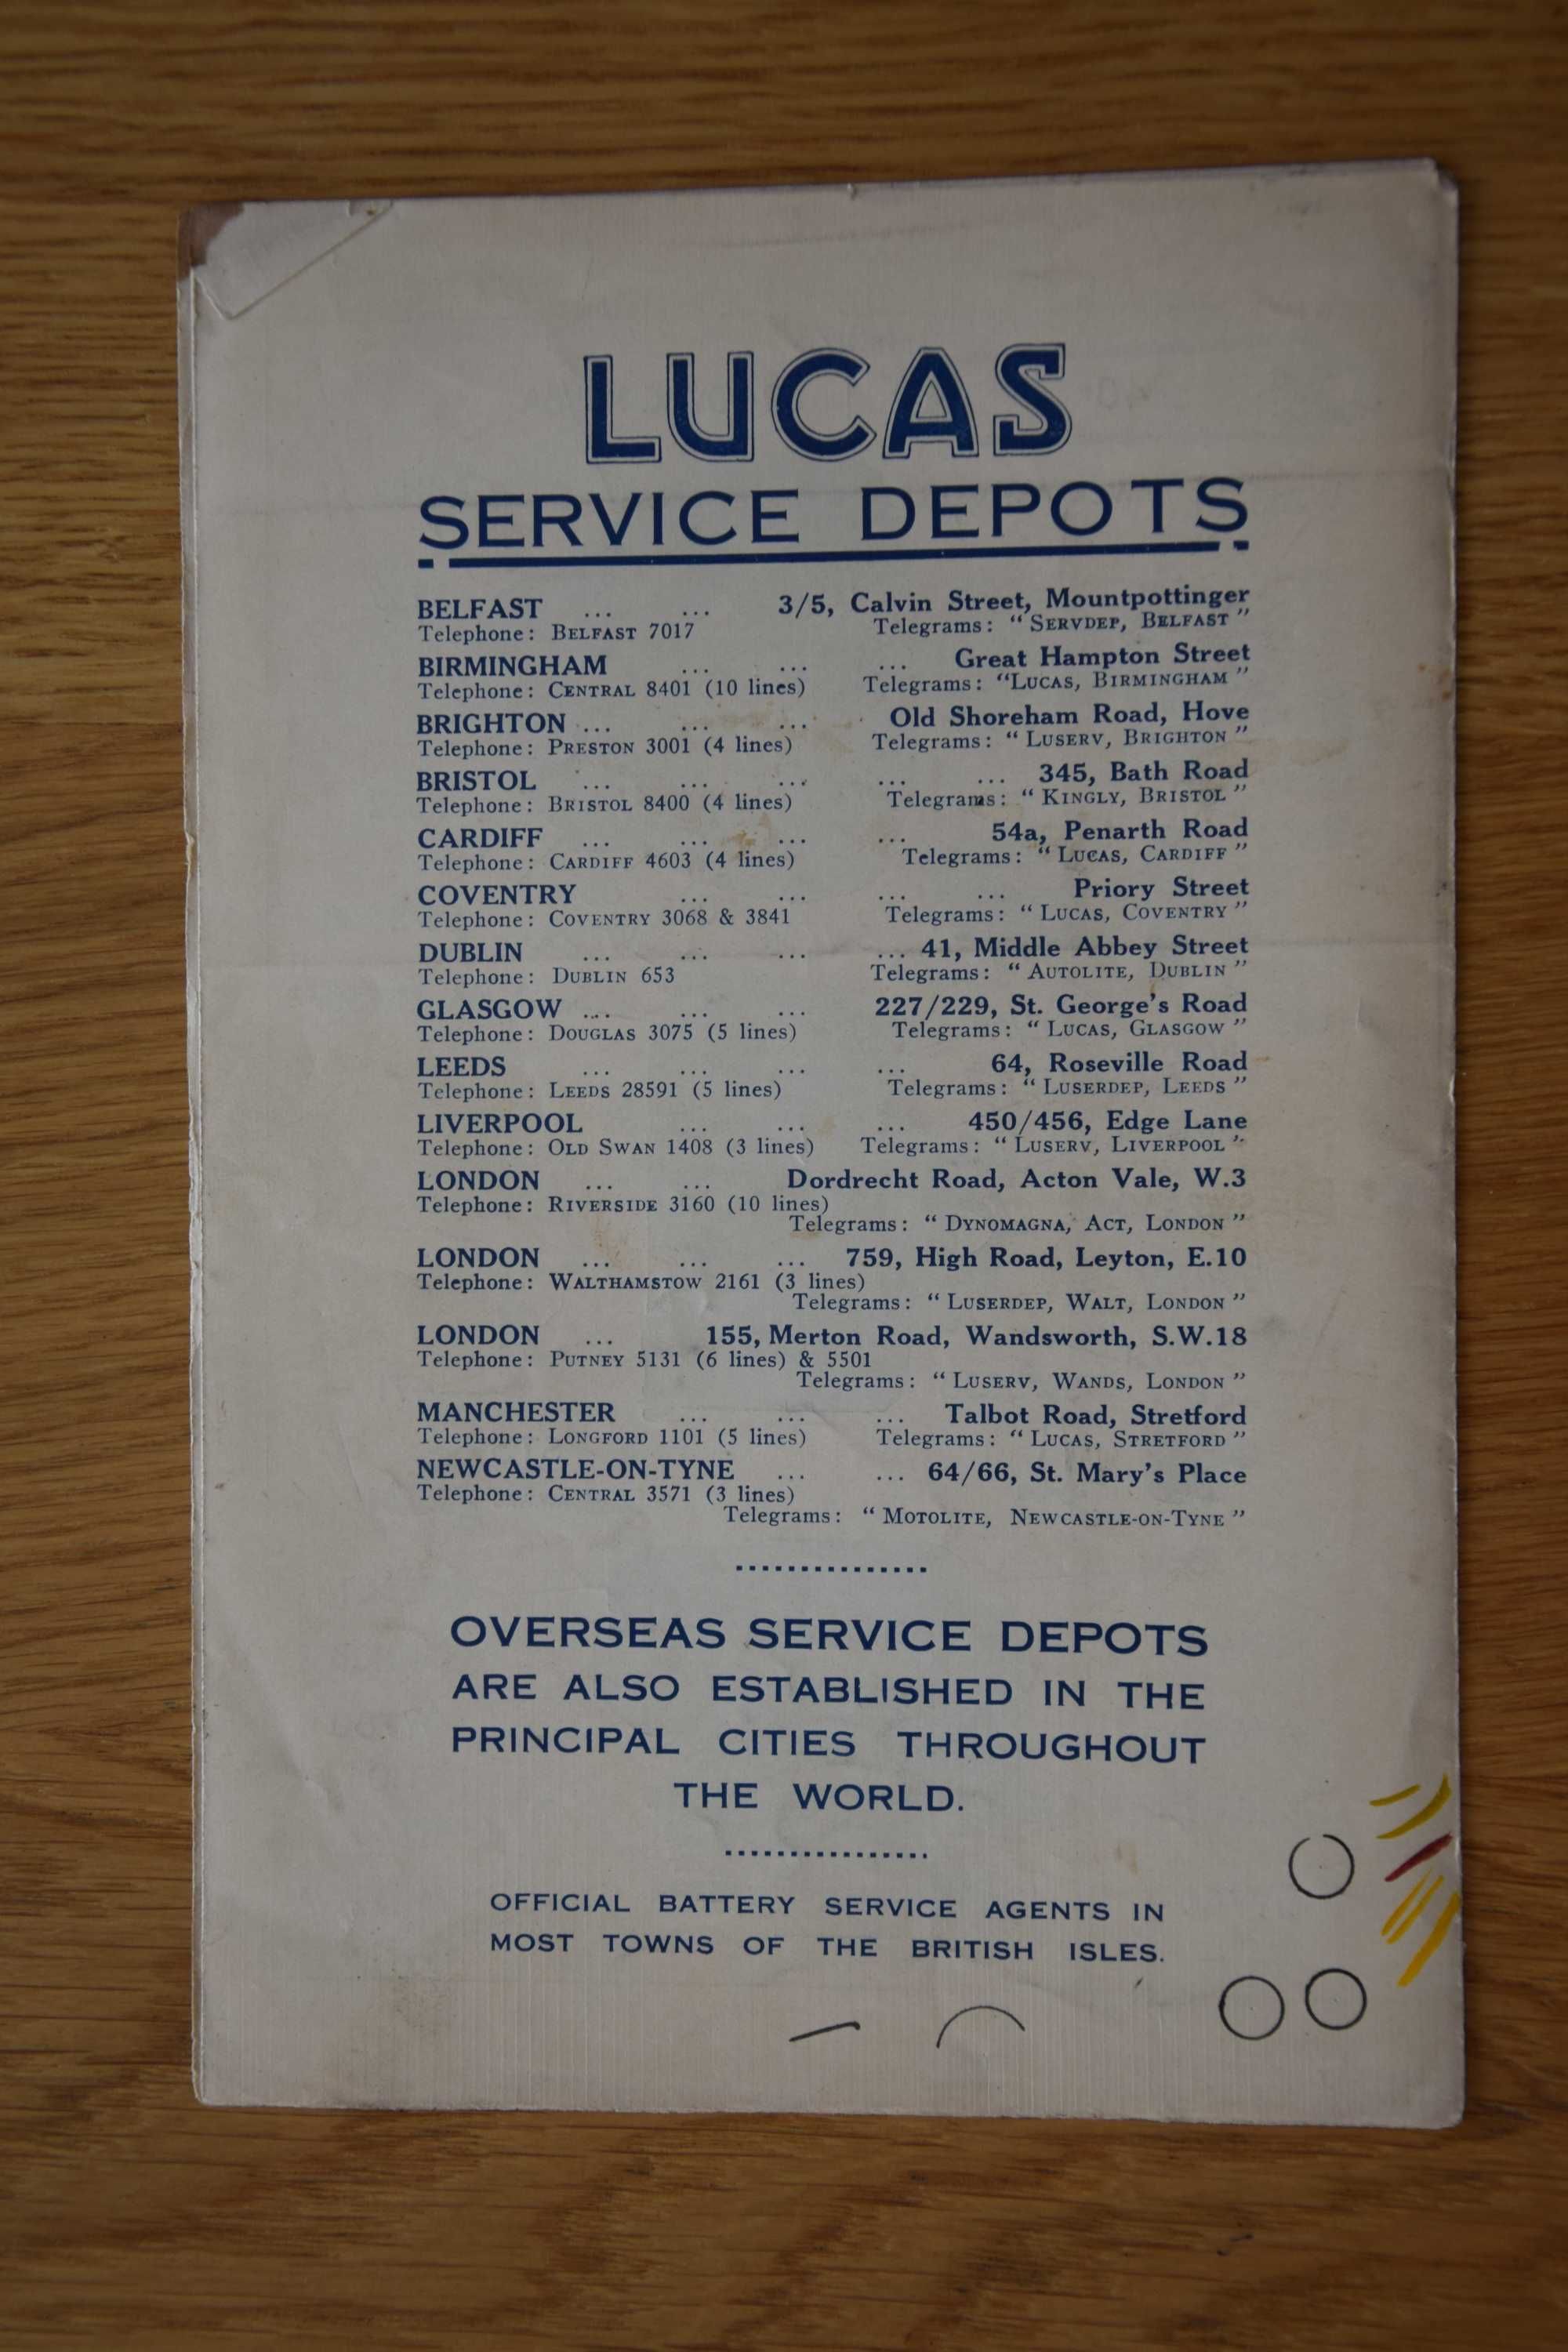 LUCAS
SERVICE DEPOTS
BELFAST ... ... 3/5, Calvin Street, Mountpottinger
Telephone: BELFAST 7017 Telegrams: “SERVDEP, BELFAST”
BIRMINGHAM ... ... ... Great Hampton Street
Telephone: CENTRAL 8401 (10 lines) Telegrams: “LUCAS, BIRMINGHAM”
BRIGHTON ... ... ... Old Shoreham Road, Hove
Telephone: PRESTON 3001 (4 lines) Telegrams: “LUSERV, BRIGHTON”
BRISTOL ... ... ... ... ... 345, Bath Road
Telephone: BRISTOL 8400 (4 lines) Telegrams: “KINGLY, BRISTOL”
CARDIFF ... ... ... ... 54a, Penarth Road
Telephone: CARDIFF 4603 (4 lines) Telegrams: “LUCAS, CARDIFF”
COVENTRY ... ... ... ... Priory Street
Telephone: COVENTRY 3068 & 3841 Telegrams: “LUCAS, COVENTRY”
DUBLIN ... ... ... ... 41, Middle Abbey Street
Telephone: DUBLIN 653 Telegrams: “AUTOLITE, DUBLIN”
GLASGOW ... ... ... 227/229, St. George's Road
Telephone: DOUGLAS 3075 (5 lines) Telegrams: “LUCAS, GLASGOW”
LEEDS ... ... ... ... 64, Roseville Road
Telephone: LEEDS 28591 (5 lines) Telegrams: “LUSERDEP, LEEDS”
LIVERPOOL ... ... ... 450/456, Edge Lane
Telephone: OLD SWAN 1408 (3 lines) Telegrams: “LUSERV, LIVERPOOL”
LONDON ... ... Dordrecht Road, Acton Vale, W.3
Telephone: RIVERSIDE 3160 (10 lines)
Telegrams: “DYNOMAGNA, ACT, LONDON”
LONDON ... ... ... 759, High Road, Leyton, E.10
Telephone: WALTHAMSTOW 2161 (3 lines)
Telegrams: “LUSERDEP, WALT, LONDON”
LONDON ... 155, Merton Road, Wandsworth, S.W.18
Telephone: PUTNEY 5131 (6 lines) & 5501
Telegrams: “LUSERV, WANDS, LONDON”
MANCHESTER ... ... ... Talbot Road, Stretford
Telephone: LONGFORD 1101 (5 lines) Telegrams: “LUCAS, STRETFORD”
NEWCASTLE-ON-TYNE ... ... 64/66, St. Mary's Place
Telephone: CENTRAL 3571 (3 lines)
Telegrams: “MOTOLITE, NEWCASTLE-ON-TYNE”
OVERSEAS SERVICE DEPOTS
ARE ALSO ESTABLISHED IN THE
PRINCIPAL CITIES THROUGHOUT
THE WORLD.
OFFICIAL BATTERY SERVICE AGENTS IN
MOST TOWNS OF THE BRITISH ISLES.